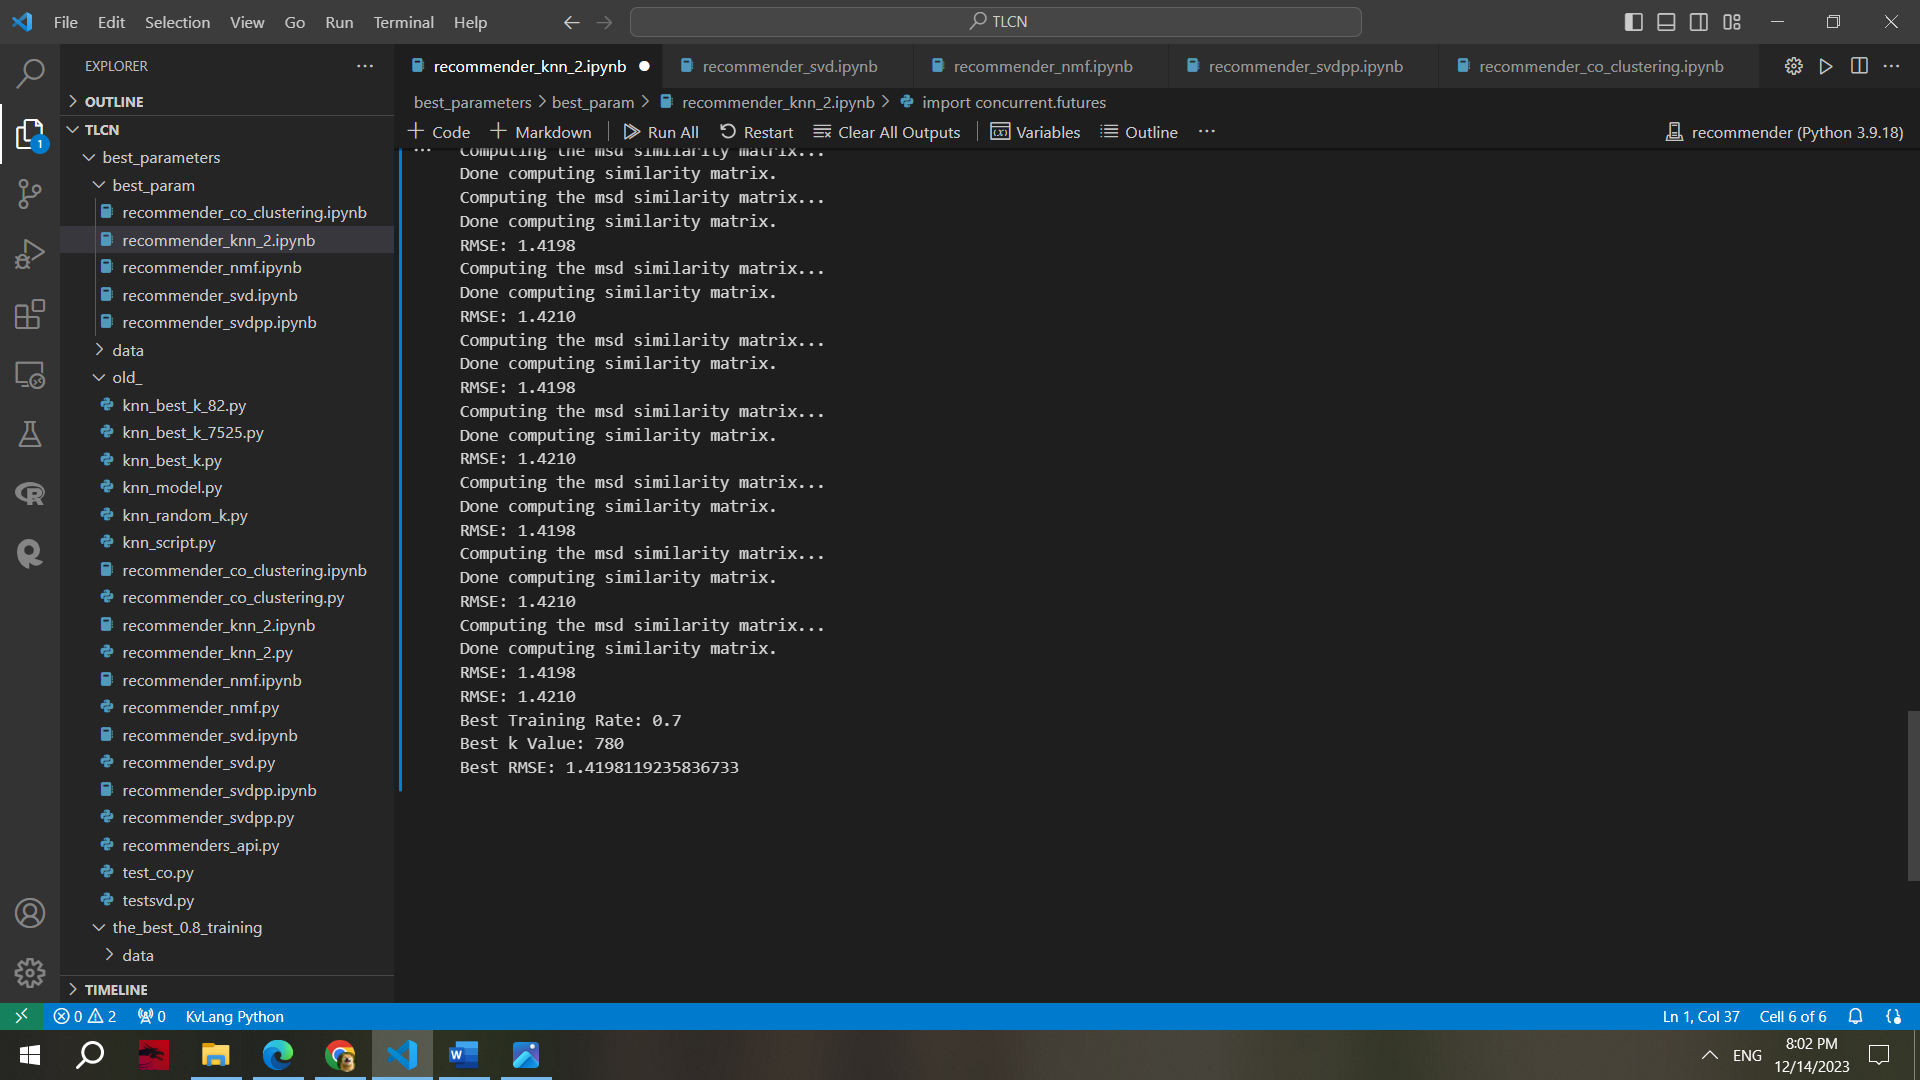 File Edit Selection View Go Run Terminal Help
TLCN
EXPLORER
OUTLINE
TLCN
best_parameters
best_param
recommender_co_clustering.ipynb
recommender_knn_2.ipynb
recommender_nmf.ipynb
recommender_svd.ipynb
recommender_svdpp.ipynb
data
old_
knn_best_k_82.py
knn_best_k_7525.py
knn_best_k.py
knn_model.py
knn_random_k.py
knn_script.py
recommender_co_clustering.ipynb
recommender_co_clustering.py
recommender_knn_2.ipynb
recommender_knn_2.py
recommender_nmf.ipynb
recommender_nmf.py
recommender_svd.ipynb
recommender_svd.py
recommender_svdpp.ipynb
recommender_svdpp.py
recommenders_api.py
test_co.py
testsvd.py
the_best_0.8_training
data
TIMELINE
1
recommender_knn_2.ipynb recommender_svd.ipynb recommender_nmf.ipynb recommender_svdpp.ipynb recommender_co_clustering.ipynb
best_parameters > best_param > recommender_knn_2.ipynb > import concurrent.futures
Code Markdown Run All Restart Clear All Outputs Variables Outline ... recommender (Python 3.9.18)
Computing the msd similarity matrix...
Done computing similarity matrix.
Computing the msd similarity matrix...
Done computing similarity matrix.
RMSE: 1.4198
Computing the msd similarity matrix...
Done computing similarity matrix.
RMSE: 1.4210
Computing the msd similarity matrix...
Done computing similarity matrix.
RMSE: 1.4198
Computing the msd similarity matrix...
Done computing similarity matrix.
RMSE: 1.4210
Computing the msd similarity matrix...
Done computing similarity matrix.
RMSE: 1.4198
Computing the msd similarity matrix...
Done computing similarity matrix.
RMSE: 1.4210
Computing the msd similarity matrix...
Done computing similarity matrix.
RMSE: 1.4198
RMSE: 1.4210
Best Training Rate: 0.7
Best k Value: 780
Best RMSE: 1.4198119235836733
0 2 0 KvLang Python Ln 1, Col 37 Cell 6 of 6
ENG
8:02 PM
12/14/2023